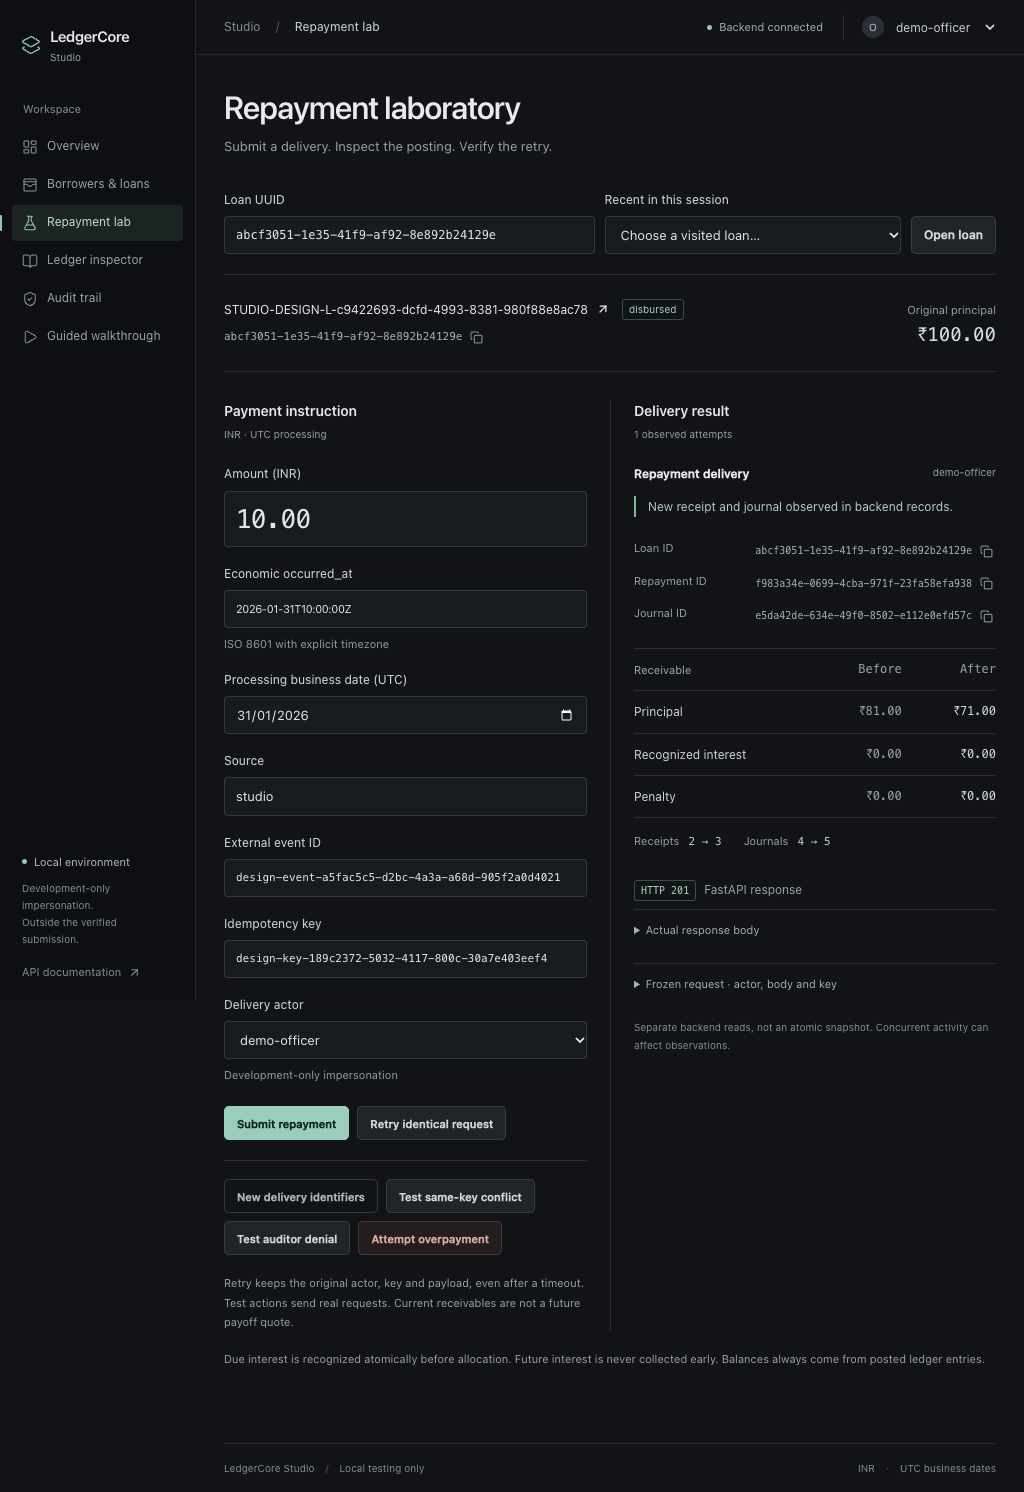 LedgerCore
Studio
Workspace
Overview
Borrowers & loans
Repayment lab
Ledger inspector
Audit trail
Guided walkthrough
Local environment
Development-only
impersonation.
Outside the verified
submission.
API documentation
Studio / Repayment lab
Backend connected
O demo-officer
Repayment laboratory
Submit a delivery. Inspect the posting. Verify the retry.
Loan UUID
abcf3051-1e35-41f9-af92-8e892b24129e
Recent in this session
Choose a visited loan...
Open loan
STUDIO-DESIGN-L-c9422693-dcfd-4993-8381-980f88e8ac78
disbursed
abcf3051-1e35-41f9-af92-8e892b24129e
Original principal
₹100.00
Payment instruction
INR · UTC processing
Amount (INR)
10.00
Economic occurred_at
2026-01-31T10:00:00Z
ISO 8601 with explicit timezone
Processing business date (UTC)
31/01/2026
Source
studio
External event ID
design-event-a5fac5c5-d2bc-4a3a-a68d-905f2a0d4021
Idempotency key
design-key-189c2372-5032-4117-800c-30a7e403eef4
Delivery actor
demo-officer
Development-only impersonation
Submit repayment
Retry identical request
New delivery identifiers
Test same-key conflict
Test auditor denial
Attempt overpayment
Retry keeps the original actor, key and payload, even after a timeout.
Test actions send real requests. Current receivables are not a future
payoff quote.
Delivery result
1 observed attempts
Repayment delivery
demo-officer
New receipt and journal observed in backend records.
Loan ID abcf3051-1e35-41f9-af92-8e892b24129e
Repayment ID f983a34e-0699-4cba-971f-23fa58efa938
Journal ID e5da42de-634e-49f0-8502-e112e0efd57c
Receivable Before After
Principal ₹81.00 ₹71.00
Recognized interest ₹0.00 ₹0.00
Penalty ₹0.00 ₹0.00
Receipts 2 → 3 Journals 4 → 5
HTTP 201 FastAPI response
Actual response body
Frozen request · actor, body and key
Separate backend reads, not an atomic snapshot. Concurrent activity can
affect observations.
Due interest is recognized atomically before allocation. Future interest is never collected early. Balances always come from posted ledger entries.
LedgerCore Studio / Local testing only
INR · UTC business dates